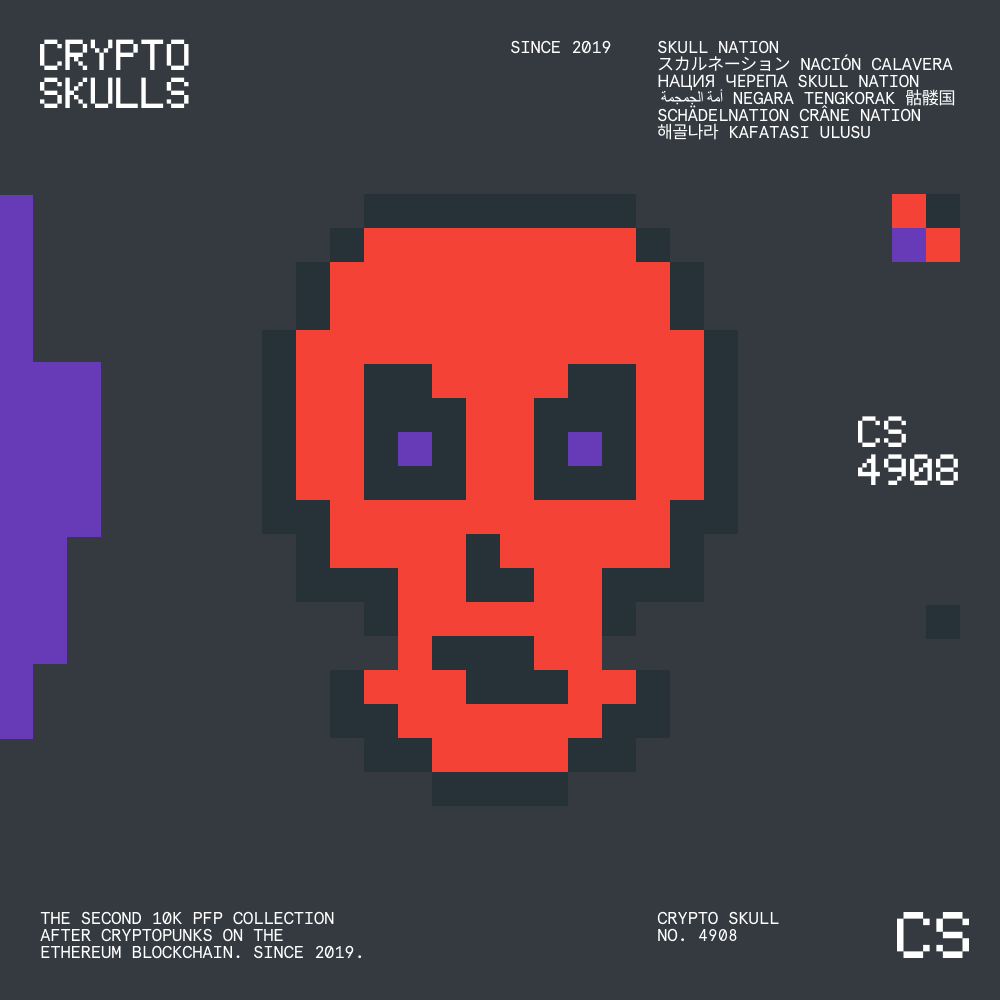 CRYPTO
SKULLS
SINCE 2019
SKULL NATION
スカルネーション NACIÓN CALAVERA
НАЦИЯ ЧЕРЕПА SKULL NATION
أمة الجمجمة NEGARA TENGKORAK 骷髅国
SCHÄDELNATION CRÂNE NATION
해골나라 KAFATASI ULUSU
CS
4908
THE SECOND 10K PFP COLLECTION
AFTER CRYPTOPUNKS ON THE
ETHEREUM BLOCKCHAIN. SINCE 2019.
CRYPTO SKULL
NO. 4908
CS